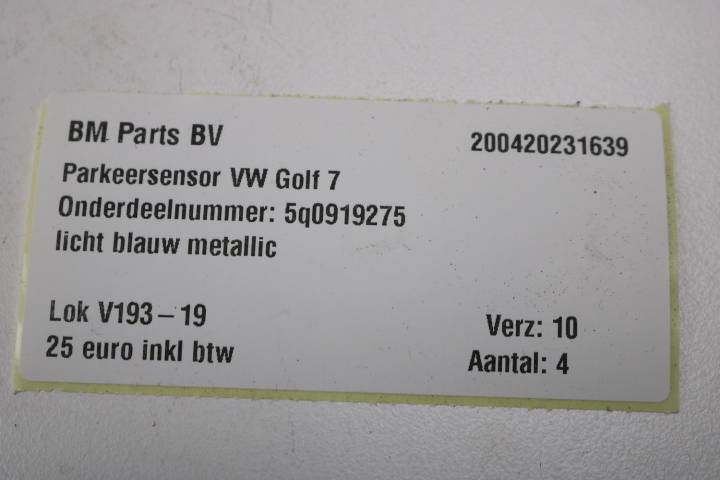 BM Parts BV
200420231639
Parkeersensor VW Golf 7
Onderdeelnummer: 5q0919275
licht blauw metallic
Lok V193–19
Verz: 10
25 euro inkl btw
Aantal: 4